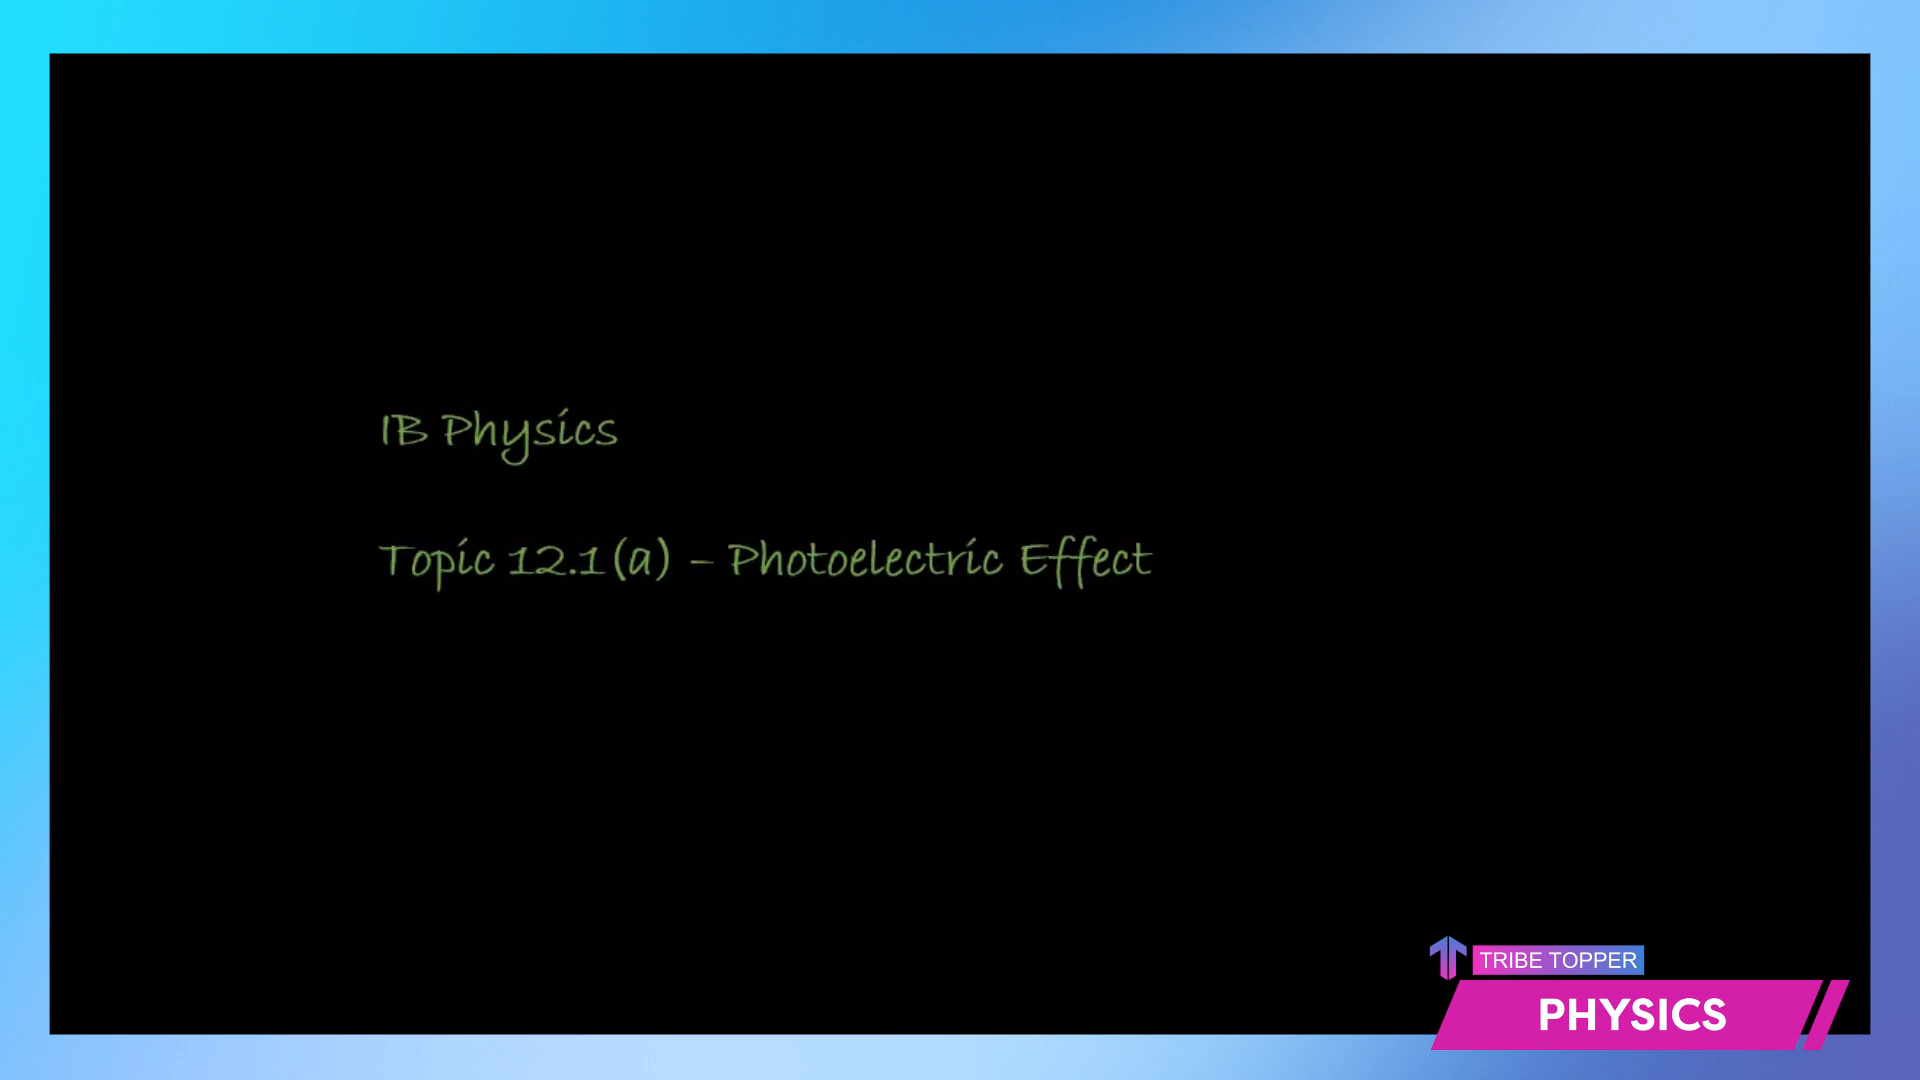 IB Physics
Topic 12.1(a) – Photoelectric Effect
TRIBE TOPPER
PHYSICS